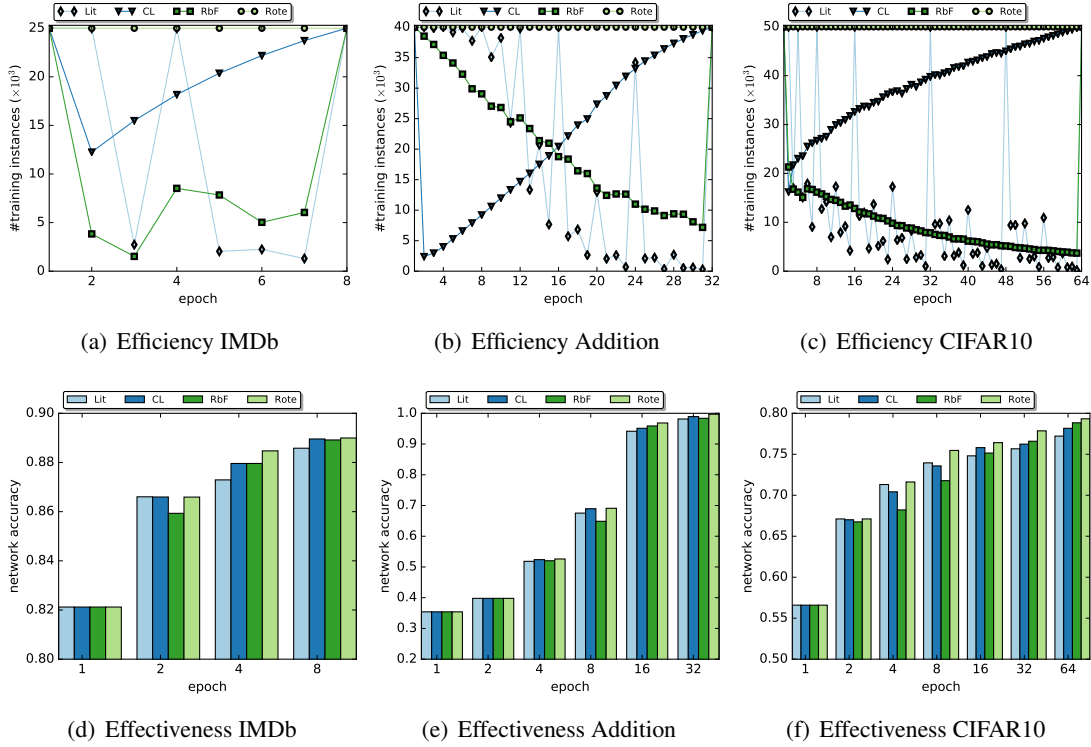 Lit CL RbF Rote
25
20
15
10
5
0
#training instances (×10³)
2 4 6 8
epoch
(a) Efficiency IMDb
Lit CL RbF Rote
40
35
30
25
20
15
10
5
0
#training instances (×10³)
4 8 12 16 20 24 28 32
epoch
(b) Efficiency Addition
Lit CL RbF Rote
50
40
30
20
10
0
#training instances (×10³)
8 16 24 32 40 48 56 64
epoch
(c) Efficiency CIFAR10
Lit CL RbF Rote
0.90
0.88
0.86
0.84
0.82
0.80
network accuracy
1 2 4 8
epoch
(d) Effectiveness IMDb
Lit CL RbF Rote
1.0
0.9
0.8
0.7
0.6
0.5
0.4
0.3
0.2
network accuracy
1 2 4 8 16 32
epoch
(e) Effectiveness Addition
Lit CL RbF Rote
0.80
0.75
0.70
0.65
0.60
0.55
0.50
network accuracy
1 2 4 8 16 32 64
epoch
(f) Effectiveness CIFAR10